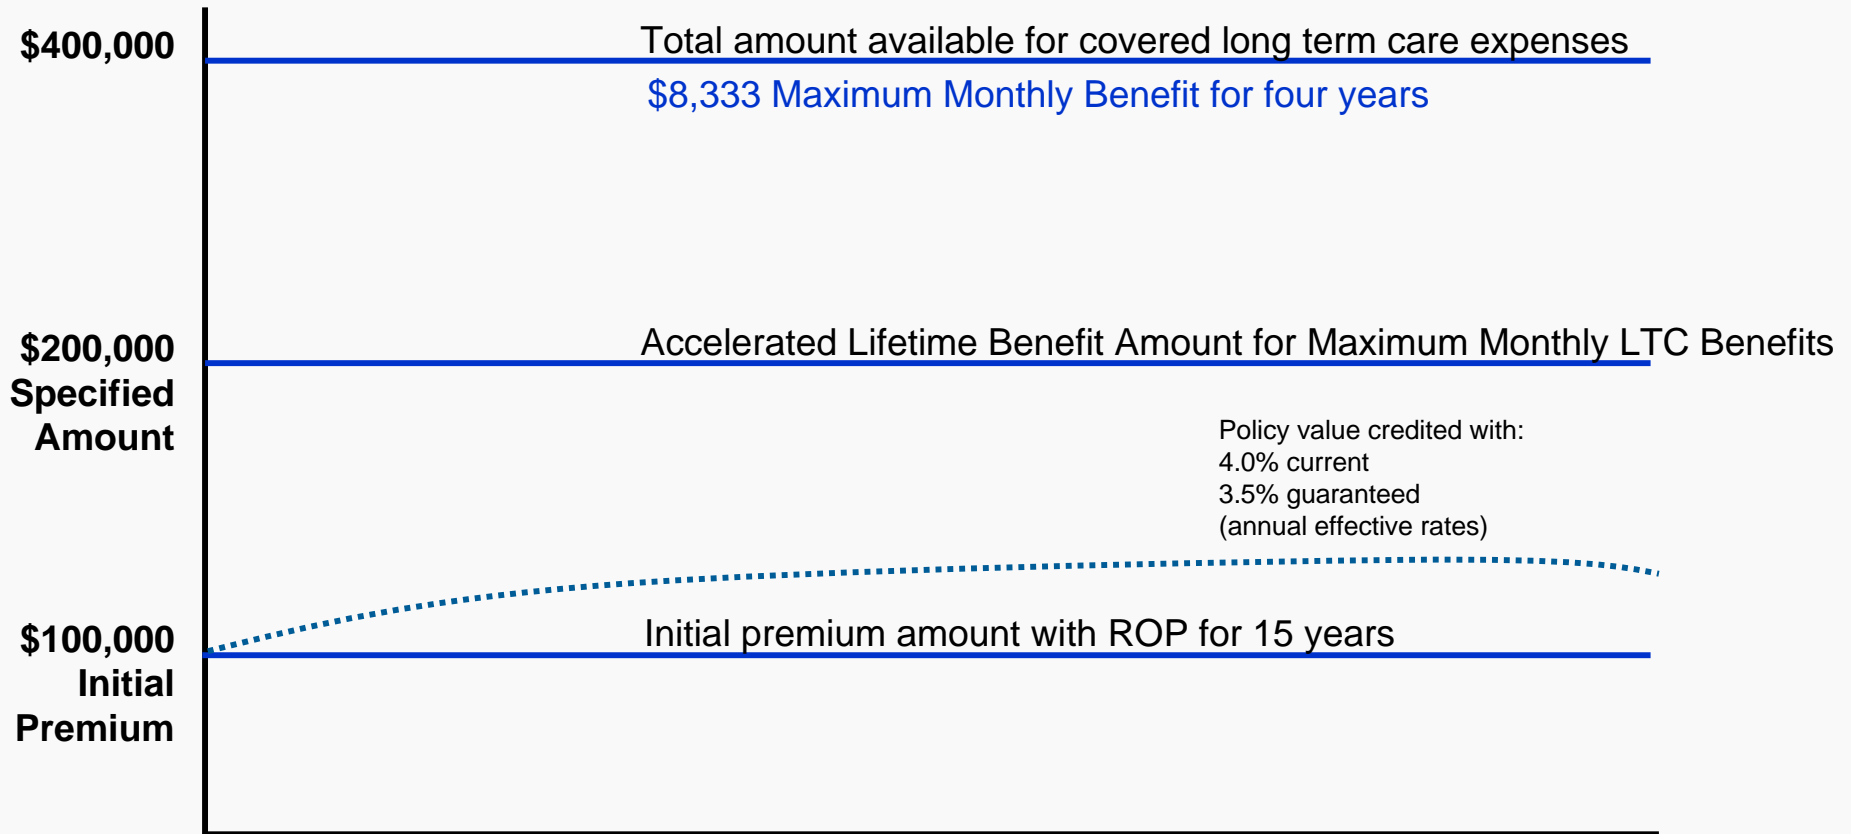 $400,000
Total amount available for covered long term care expenses
$8,333 Maximum Monthly Benefit for four years
$200,000
Specified
Amount
Accelerated Lifetime Benefit Amount for Maximum Monthly LTC Benefits
Policy value credited with:
4.0% current
3.5% guaranteed
(annual effective rates)
$100,000
Initial
Premium
Initial premium amount with ROP for 15 years